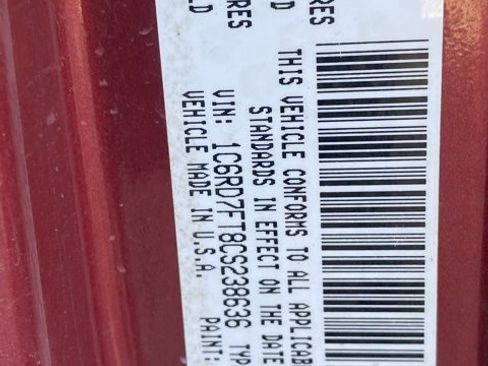 RES
D
RES
LD
THIS VEHICLE CONFORMS TO ALL APPLICAB
STANDARDS IN EFFECT ON THE DATE
VIN: 1C6RD7FT8CS238636 TYP
VEHICLE MADE IN U.S.A. PAINT: